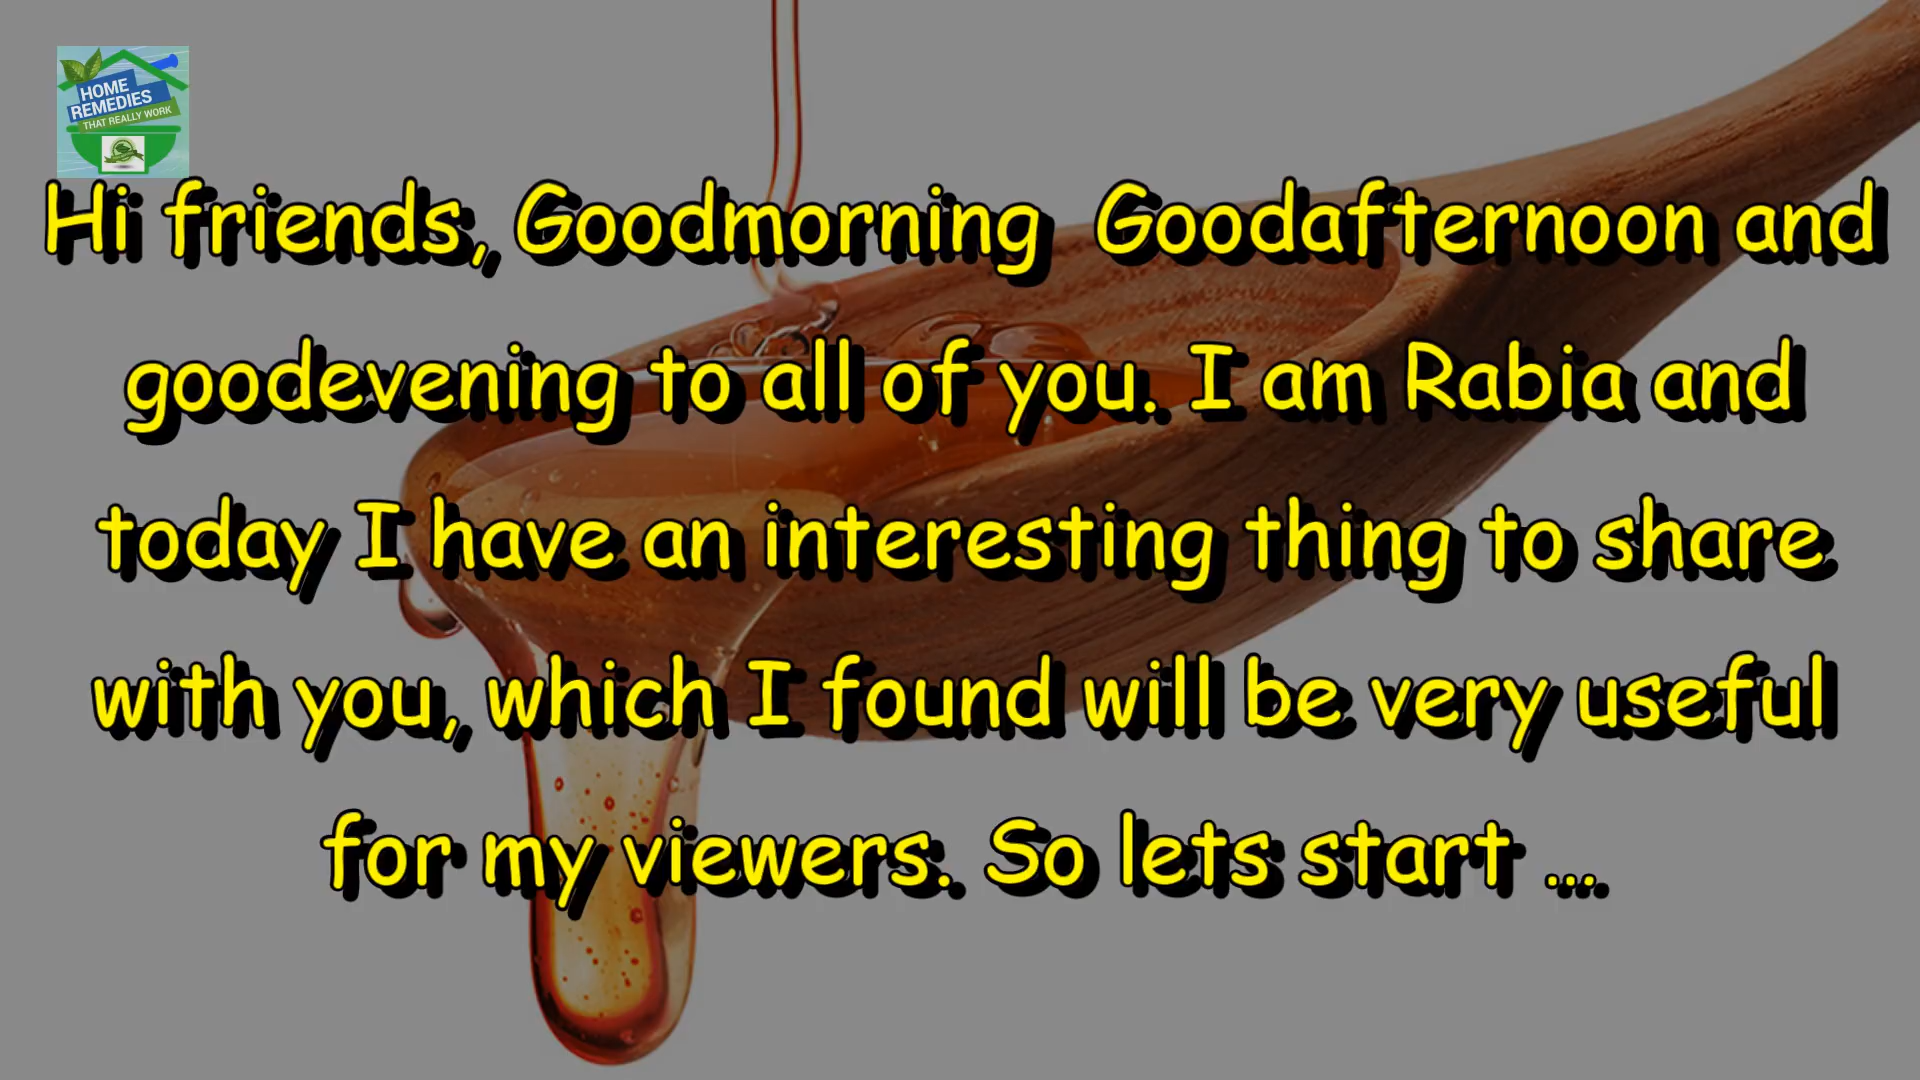 HOME
REMEDIES
THAT REALLY WORK
Hi friends, Goodmorning  Goodafternoon and
goodevening to all of you. I am Rabia and
today I have an interesting thing to share
with you, which I found will be very useful
for my viewers. So lets start ...